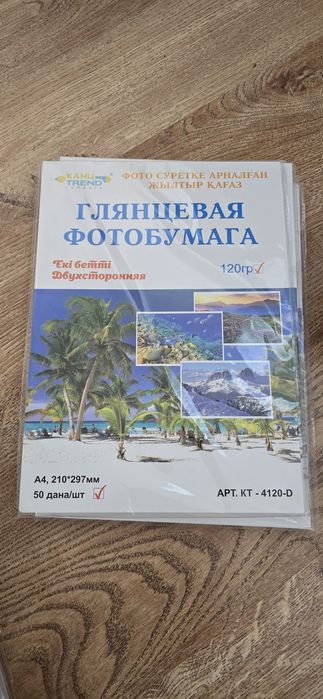 КАНЦ
TREND
ФОТО СУРЕТКЕ АРНАЛҒАН
ЖЫЛТЫР ҚАҒАЗ
ГЛЯНЦЕВАЯ
ФОТОБУМАГА
Екі бетті
Двухсторонняя
120гр
А4, 210*297мм
50 дана/шт
АРТ. КТ - 4120-D